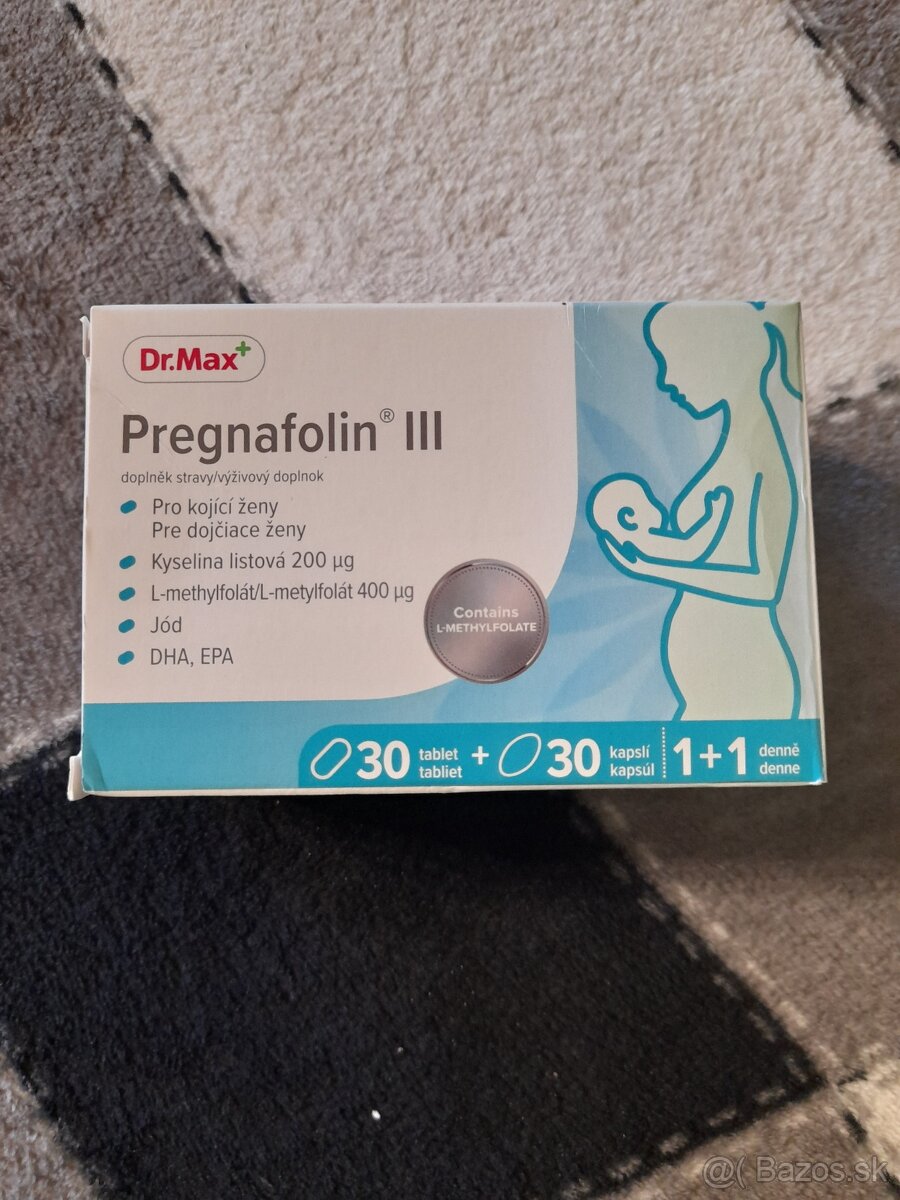 Dr.Max+
Pregnafolin® III
doplněk stravy/výživový doplnok
Pro kojící ženy
Pre dojčiace ženy
Kyselina listová 200 µg
L-methylfolát/L-metylfolát 400 µg
Jód
DHA, EPA
Contains
L-METHYLFOLATE
30 tablet + 30 kapslí 1+1 denně
tabliet kapsúl denne
@( Bazos.sk